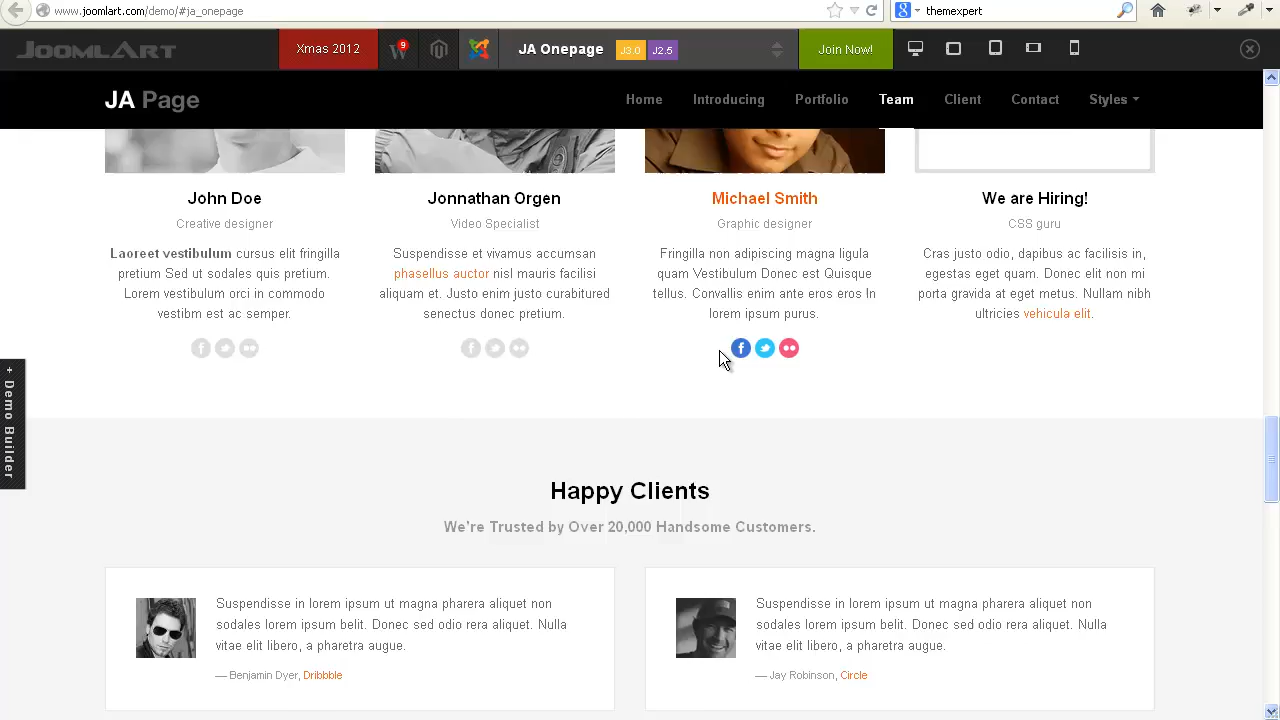 www.joomlart.com/demo/#ja_onepage
themexpert
JOOMLART
Xmas 2012
9
JA Onepage
J3.0
J2.5
Join Now!
JA Page
Home
Introducing
Portfolio
Team
Client
Contact
Styles
John Doe
Creative designer
Laoreet vestibulum cursus elit fringilla
pretium Sed ut sodales quis pretium.
Lorem vestibulum orci in commodo
vestibm est ac semper.
Jonnathan Orgen
Video Specialist
Suspendisse et vivamus accumsan
phasellus auctor nisl mauris facilisi
aliquam et. Justo enim justo curabitured
senectus donec pretium.
Michael Smith
Graphic designer
Fringilla non adipiscing magna ligula
quam Vestibulum Donec est Quisque
tellus. Convallis enim ante eros eros In
lorem ipsum purus.
We are Hiring!
CSS guru
Cras justo odio, dapibus ac facilisis in,
egestas eget quam. Donec elit non mi
porta gravida at eget metus. Nullam nibh
ultricies vehicula elit.
+ Demo Builder
Happy Clients
We're Trusted by Over 20,000 Handsome Customers.
Suspendisse in lorem ipsum ut magna pharera aliquet non
sodales lorem ipsum belit. Donec sed odio rera aliquet. Nulla
vitae elit libero, a pharetra augue.
— Benjamin Dyer, Dribbble
Suspendisse in lorem ipsum ut magna pharera aliquet non
sodales lorem ipsum belit. Donec sed odio rera aliquet. Nulla
vitae elit libero, a pharetra augue.
— Jay Robinson, Circle